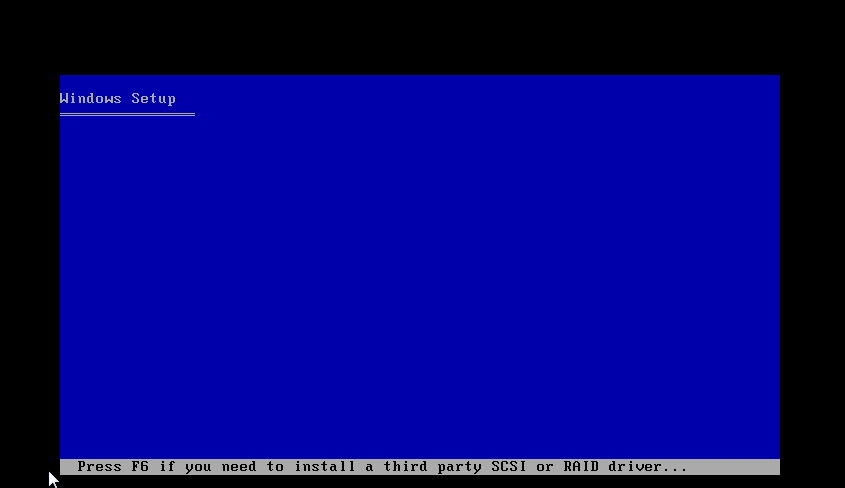 Windows Setup
Press F6 if you need to install a third party SCSI or RAID driver...